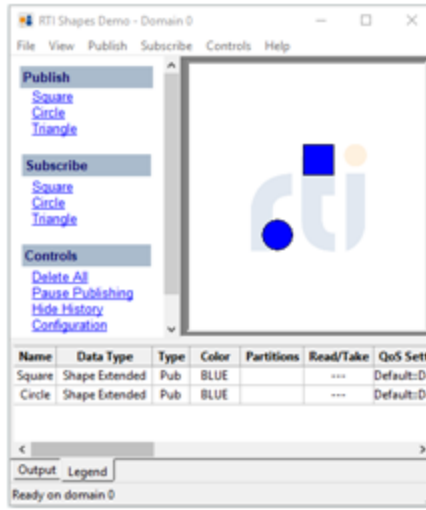 RTI Shapes Demo - Domain 0
File View Publish Subscribe Controls Help
Publish
Square
Circle
Triangle
Subscribe
Square
Circle
Triangle
Controls
Delete All
Pause Publishing
Hide History
Configuration
rti
Name Data Type Type Color Partitions Read/Take QoS Sett
Square Shape Extended Pub BLUE --- Default::D
Circle Shape Extended Pub BLUE --- Default::D
Output Legend
Ready on domain 0